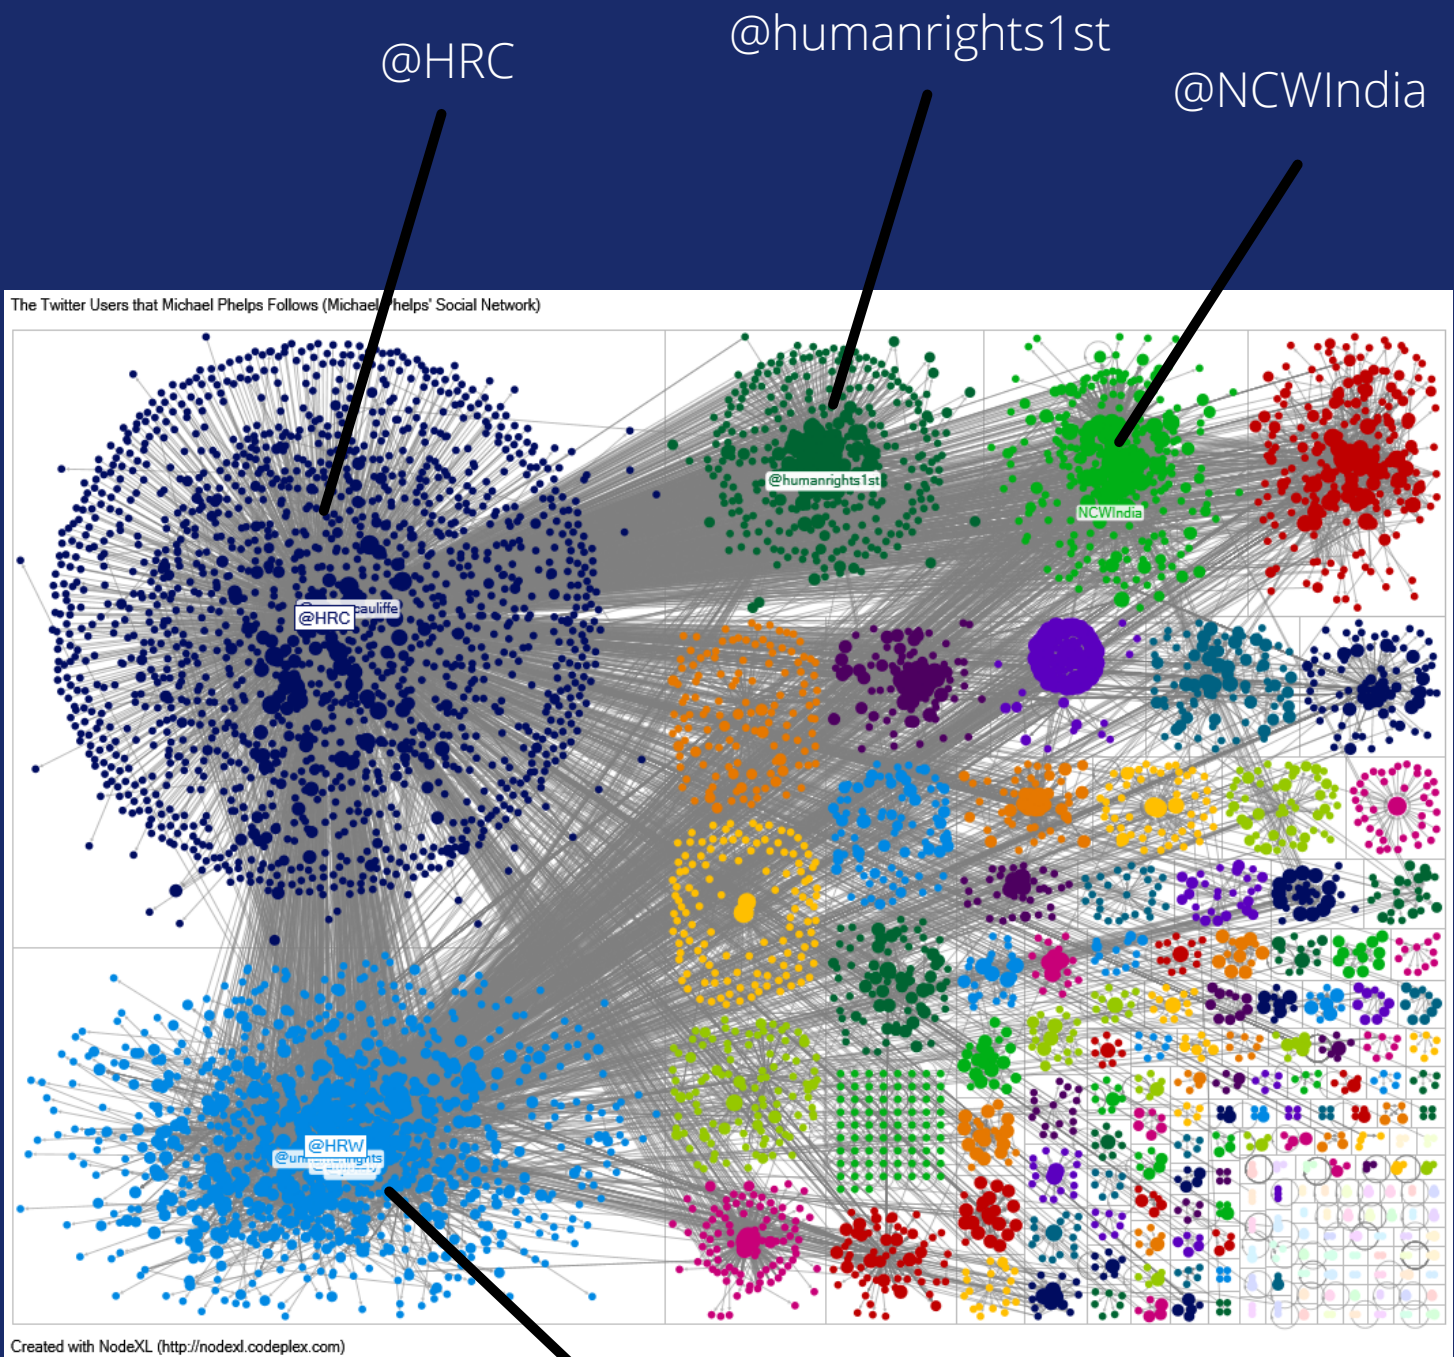 @HRC
@humanrights1st
@NCWIndia
The Twitter Users that Michael Phelps Follows (Michael Phelps' Social Network)
@humanrights1st
NCWIndia
@HRC
@HRW
Created with NodeXL (http://nodexl.codeplex.com)